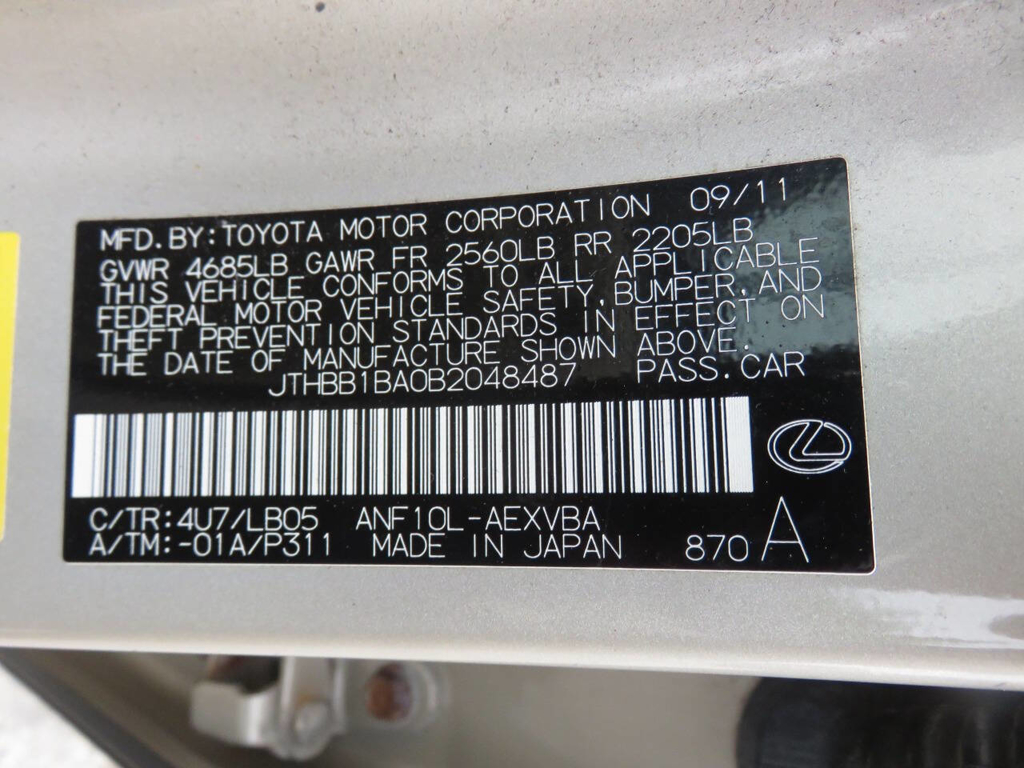 MFD.BY:TOYOTA MOTOR CORPORATION 09/11
GVWR 4685LB GAWR FR 2560LB RR 2205LB
THIS VEHICLE CONFORMS TO ALL APPLICABLE
FEDERAL MOTOR VEHICLE SAFETY,BUMPER,AND
THEFT PREVENTION STANDARDS IN EFFECT ON
THE DATE OF MANUFACTURE SHOWN ABOVE.
JTHBB1BA0B2048487 PASS.CAR
C/TR:4U7/LB05 ANF10L-AEXVBA
A/TM:-01A/P311 MADE IN JAPAN 870 A